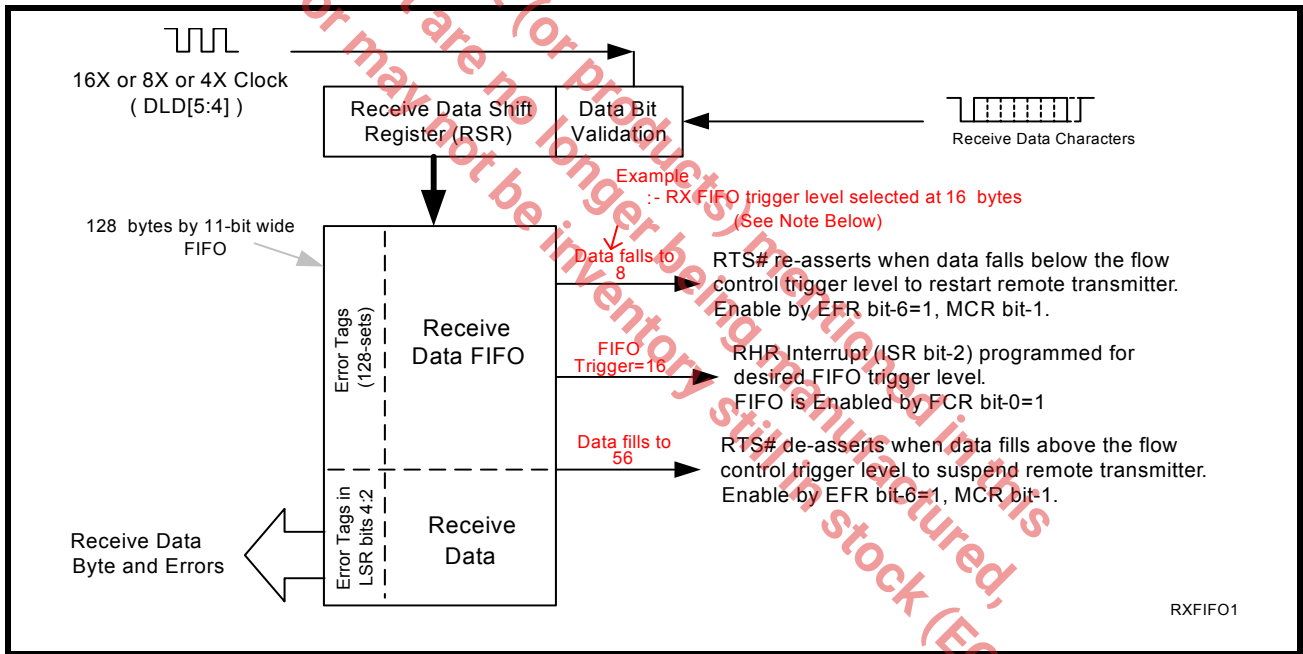 16X or 8X or 4X Clock
( DLD[5:4] )
Receive Data Shift
Register (RSR)
Data Bit
Validation
Receive Data Characters
Example
:- RX FIFO trigger level selected at 16 bytes
(See Note Below)
128 bytes by 11-bit wide
FIFO
Data falls to
8
RTS# re-asserts when data falls below the flow
control trigger level to restart remote transmitter.
Enable by EFR bit-6=1, MCR bit-1.
Error Tags
(128-sets)
Receive
Data FIFO
FIFO
Trigger=16
RHR Interrupt (ISR bit-2) programmed for
desired FIFO trigger level.
FIFO is Enabled by FCR bit-0=1
Data fills to
56
RTS# de-asserts when data fills above the flow
control trigger level to suspend remote transmitter.
Enable by EFR bit-6=1, MCR bit-1.
Error Tags in
LSR bits 4:2
Receive
Data
Receive Data
Byte and Errors
RXFIFO1
(or products) mentioned in this
are no longer being manufactured,
or may not be inventory still in stock